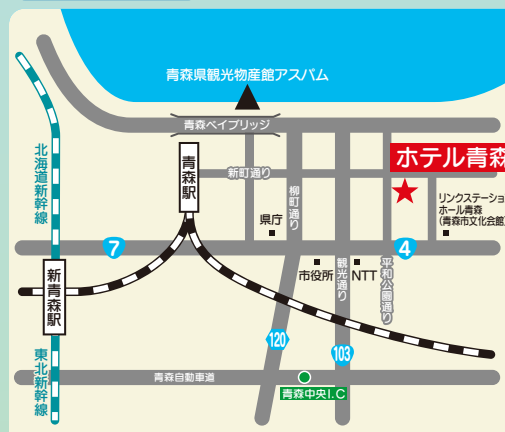 青森県観光物産館アスパム
青森ベイブリッジ
北海道新幹線
青森駅
新町通り
ホテル青森
柳町通り
県庁
リンクステーショ
ホール青森
(青森市文化会館)
7
4
新青森駅
市役所
観光通り
NTT
平和公園通り
120
103
東北新幹線
青森自動車道
青森中央I.C